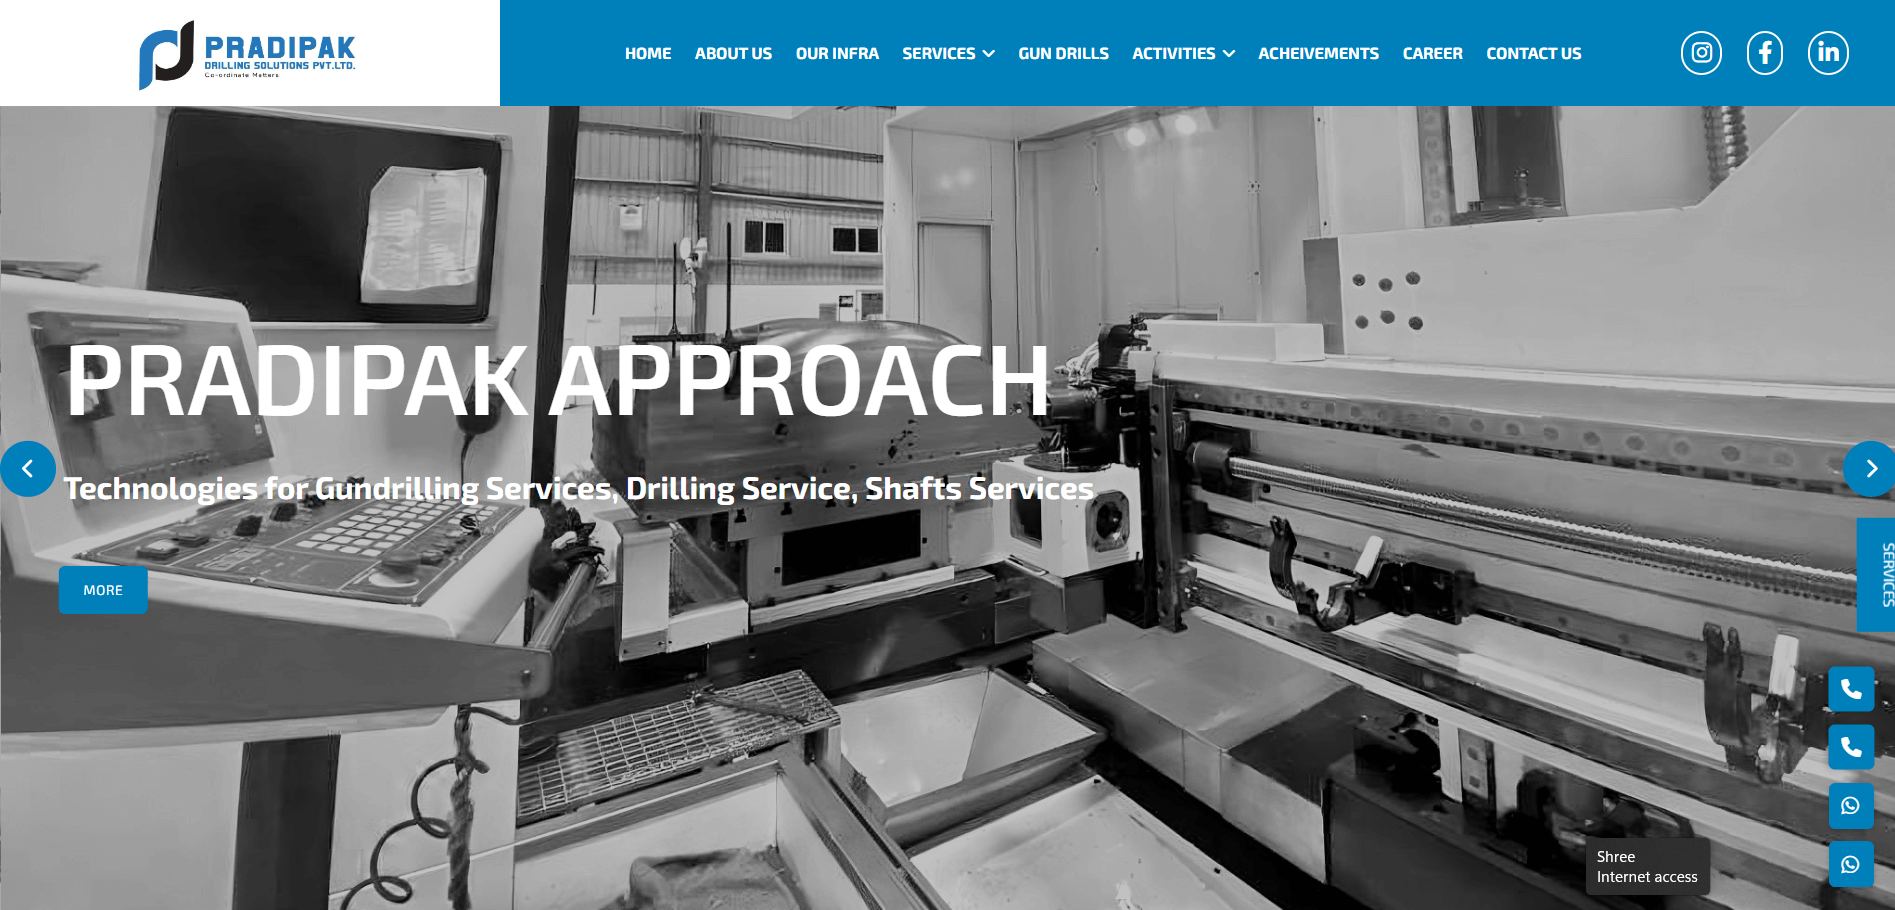 PRADIPAK
DRILLING SOLUTIONS PVT.LTD.
Co-ordinate Matters
HOME ABOUT US OUR INFRA SERVICES GUN DRILLS ACTIVITIES ACHEIVEMENTS CAREER CONTACT US
PRADIPAK APPROACH
Technologies for Gundrilling Services, Drilling Service, Shafts Services
MORE
SERVICES
Shree
Internet access